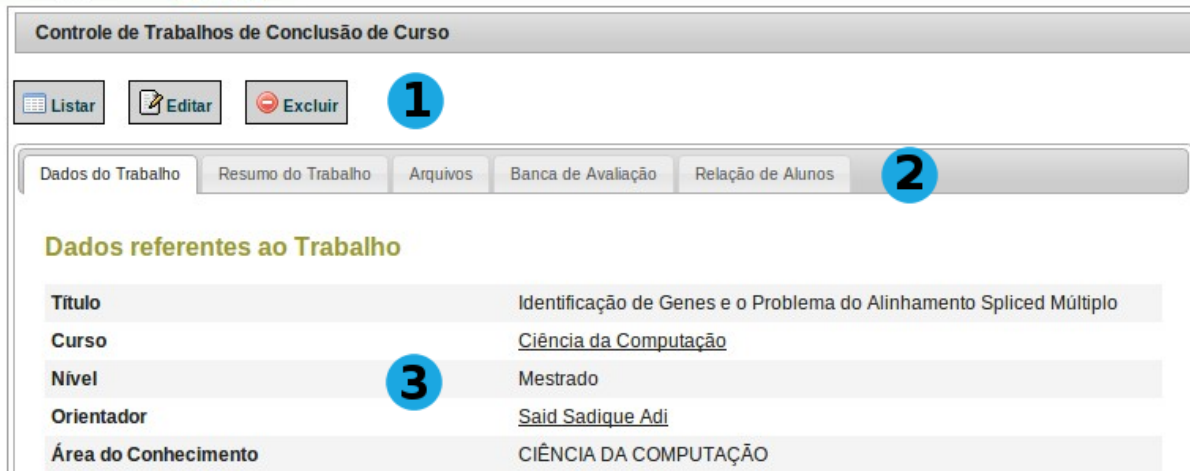 Controle de Trabalhos de Conclusão de Curso
Listar Editar Excluir 1
Dados do Trabalho Resumo do Trabalho Arquivos Banca de Avaliação Relação de Alunos 2
Dados referentes ao Trabalho
Título Identificação de Genes e o Problema do Alinhamento Spliced Múltiplo
Curso Ciência da Computação
Nível 3 Mestrado
Orientador Said Sadique Adi
Área do Conhecimento CIÊNCIA DA COMPUTAÇÃO